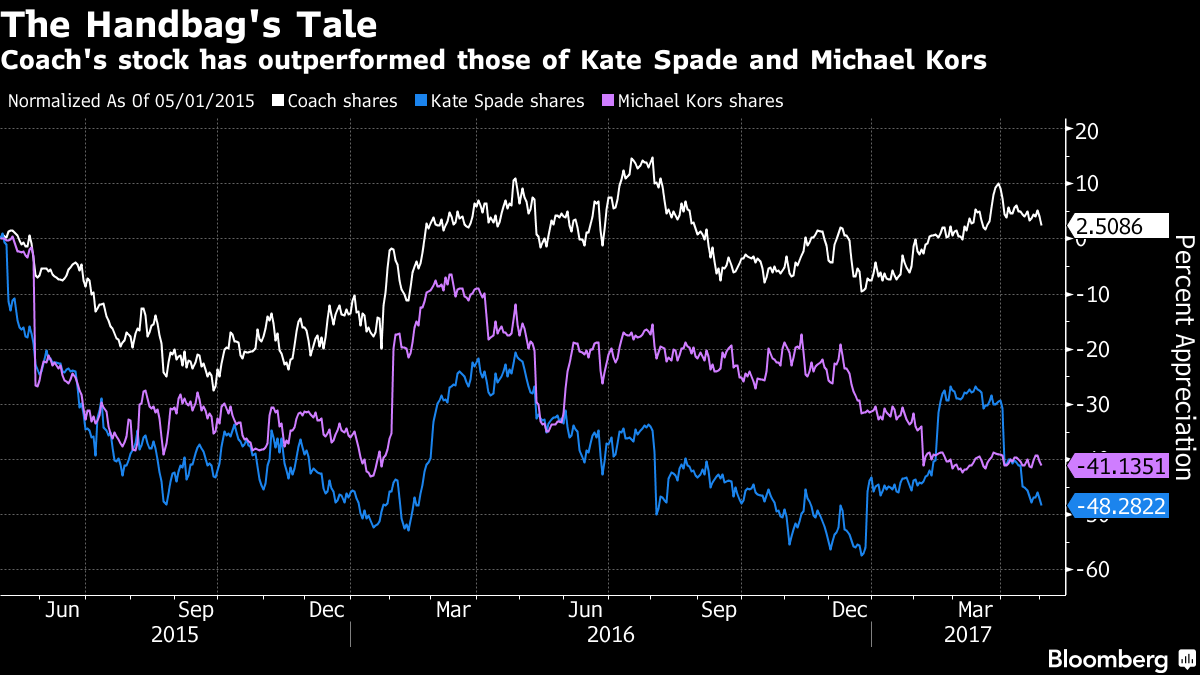 The Handbag's Tale
Coach's stock has outperformed those of Kate Spade and Michael Kors
Normalized As Of 05/01/2015 Coach shares Kate Spade shares Michael Kors shares
20
10
2.5086
0
-10
-20
-30
-41.1351
-48.2822
-60
Percent Appreciation
Jun Sep Dec Mar Jun Sep Dec Mar
2015 2016 2017
Bloomberg